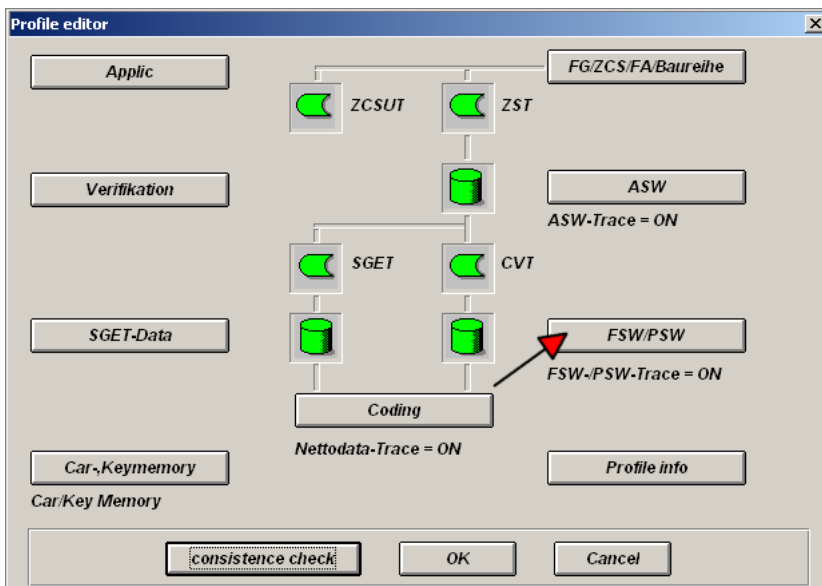 Profile editor
Applic
FG/ZCS/FA/Baureihe
ZCSUT
ZST
Verifikation
ASW
ASW-Trace = ON
SGET
CVT
SGET-Data
FSW/PSW
FSW-/PSW-Trace = ON
Coding
Nettodata-Trace = ON
Car-,Keymemory
Profile info
Car/Key Memory
consistence check
OK
Cancel